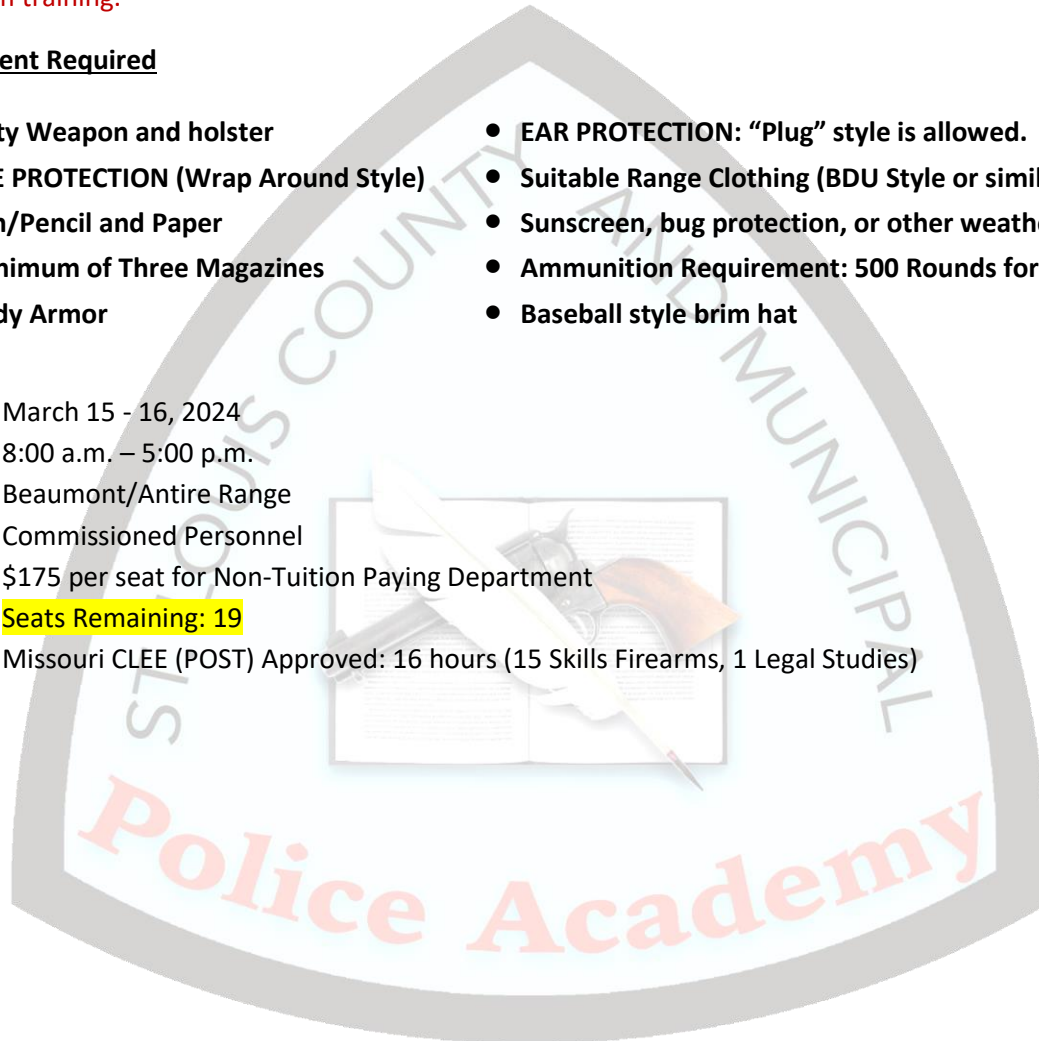 training.
ent Required
ty Weapon and holster
E PROTECTION (Wrap Around Style)
n/Pencil and Paper
nimum of Three Magazines
dy Armor
• EAR PROTECTION: “Plug” style is allowed.
• Suitable Range Clothing (BDU Style or simil
• Sunscreen, bug protection, or other weathe
• Ammunition Requirement: 500 Rounds for
• Baseball style brim hat
March 15 - 16, 2024
8:00 a.m. – 5:00 p.m.
Beaumont/Antire Range
Commissioned Personnel
$175 per seat for Non-Tuition Paying Department
Seats Remaining: 19
Missouri CLEE (POST) Approved: 16 hours (15 Skills Firearms, 1 Legal Studies)
ST. LOUIS COUNTY AND MUNICIPAL
Police Academy